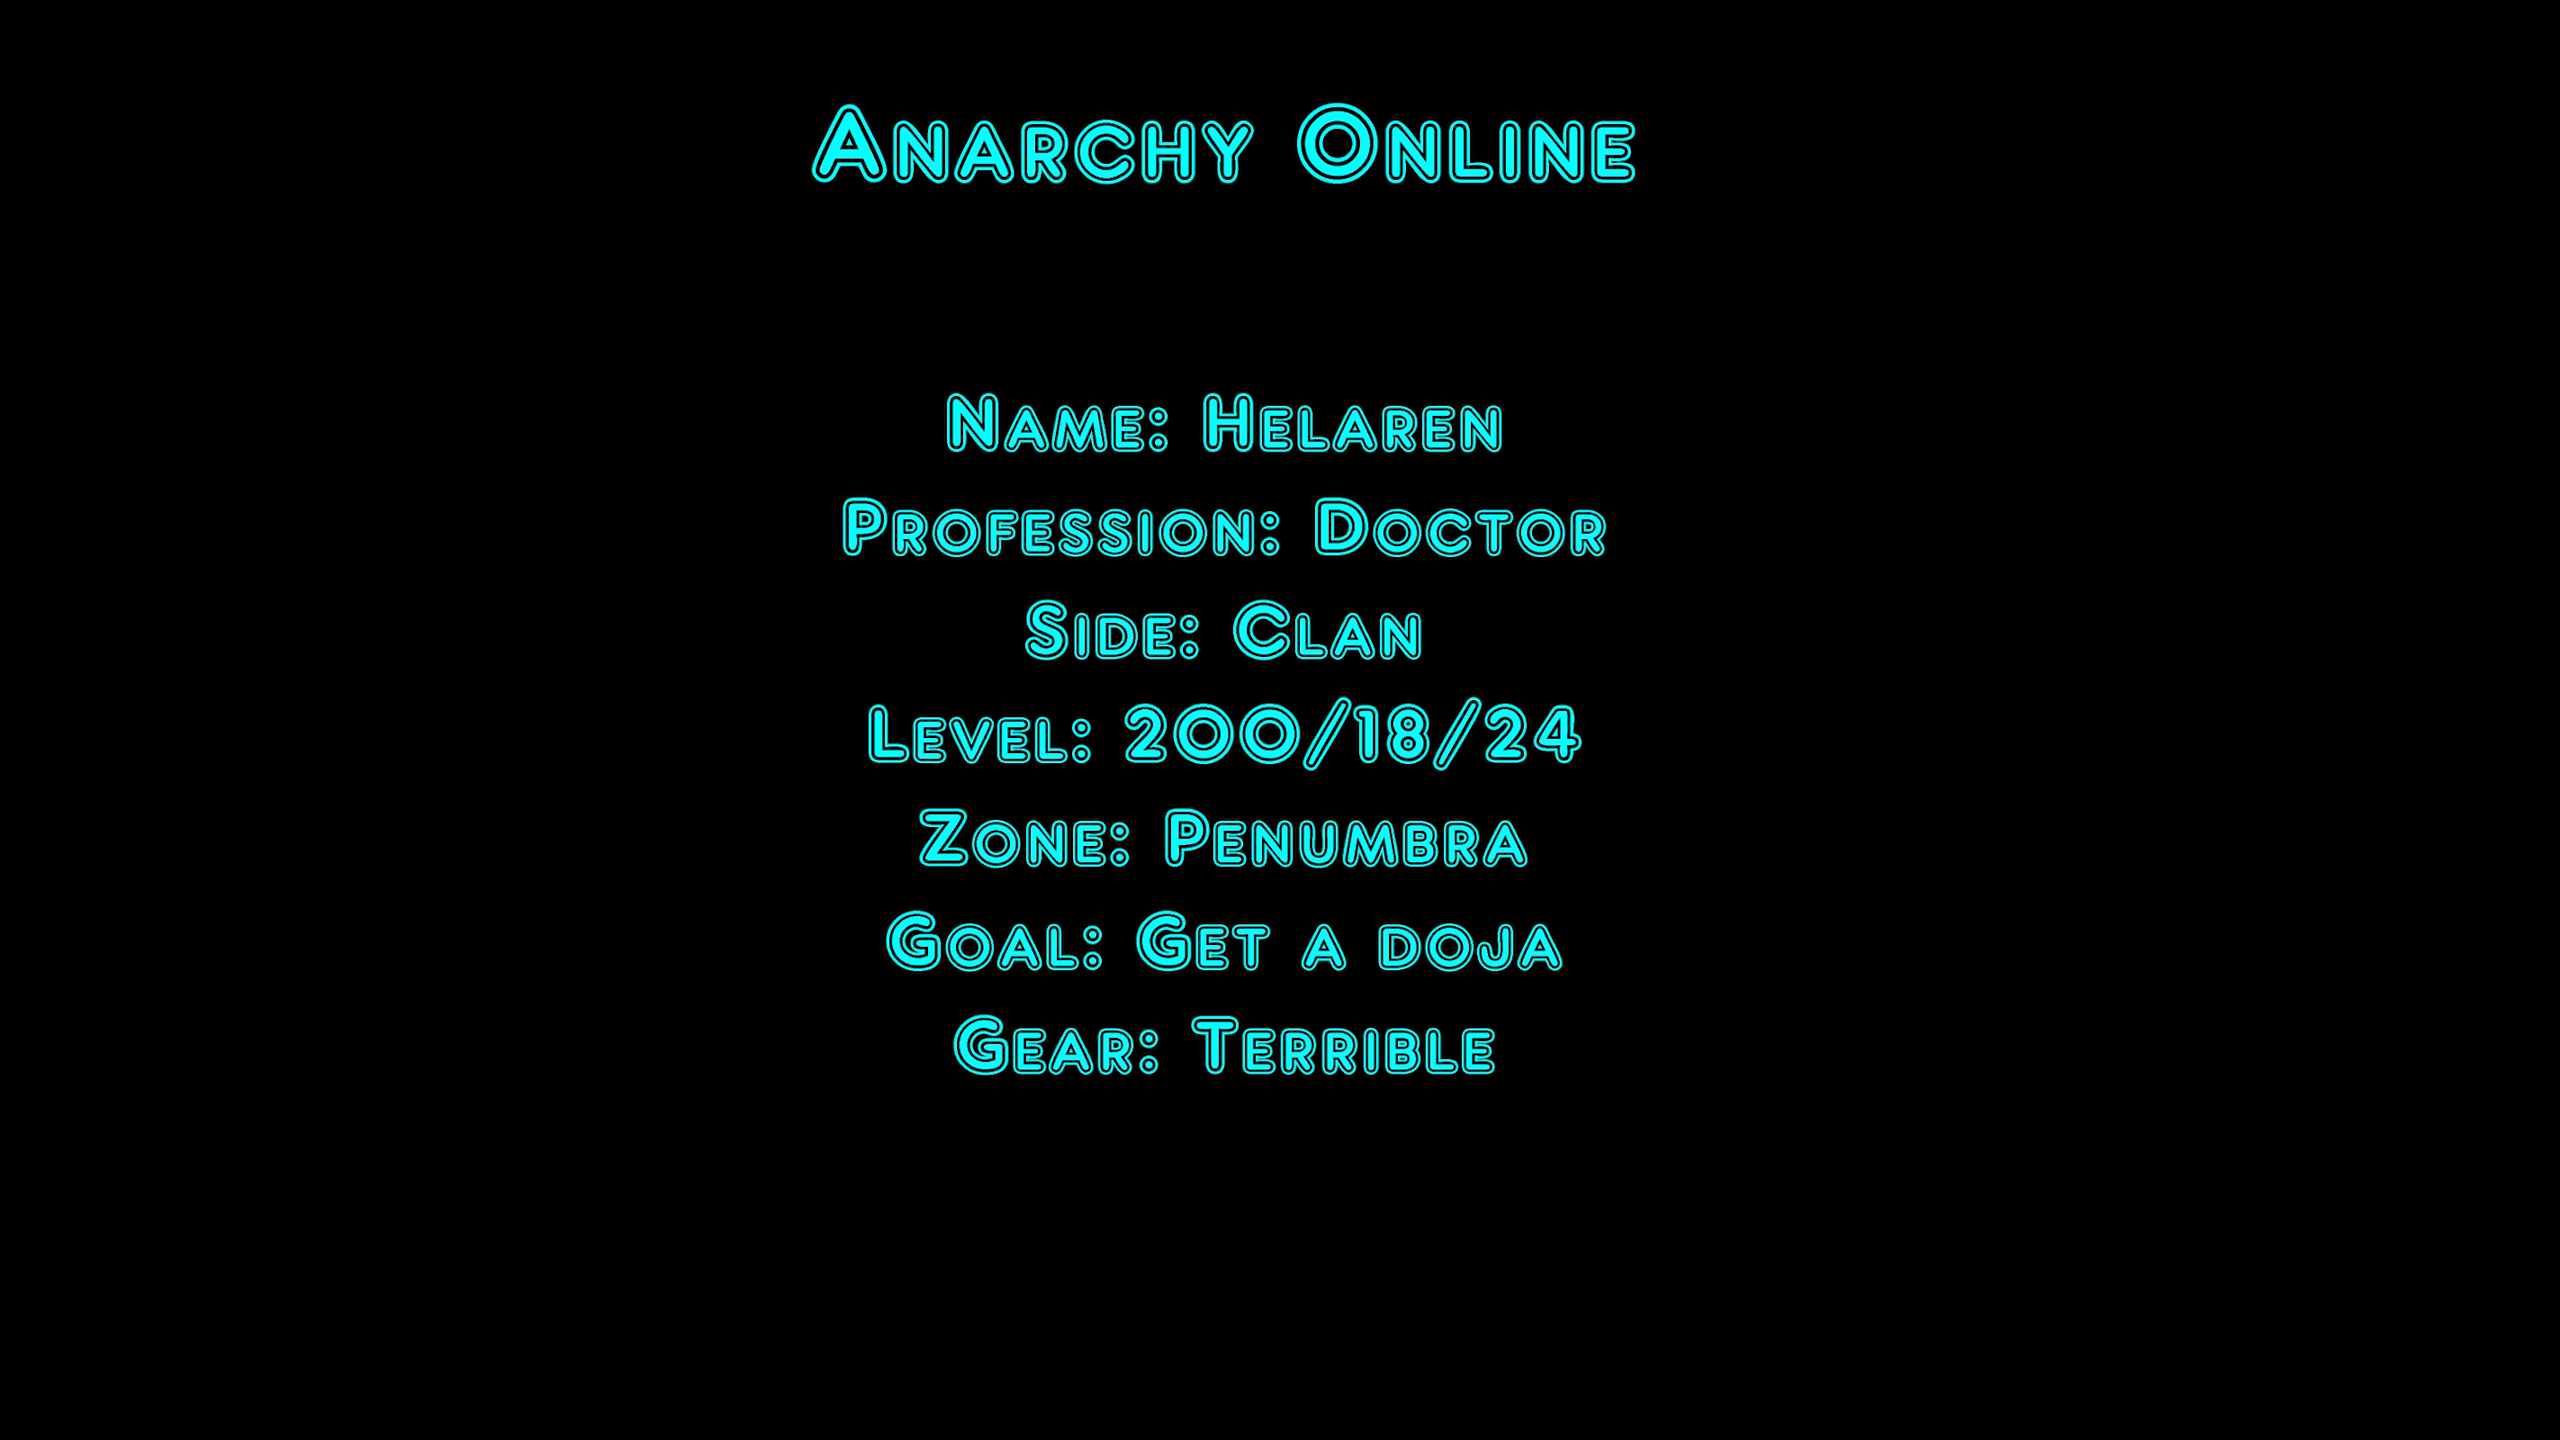 Anarchy Online
Name: Helaren
Profession: Doctor
Side: Clan
Level: 200/18/24
Zone: Penumbra
Goal: Get a doja
Gear: Terrible